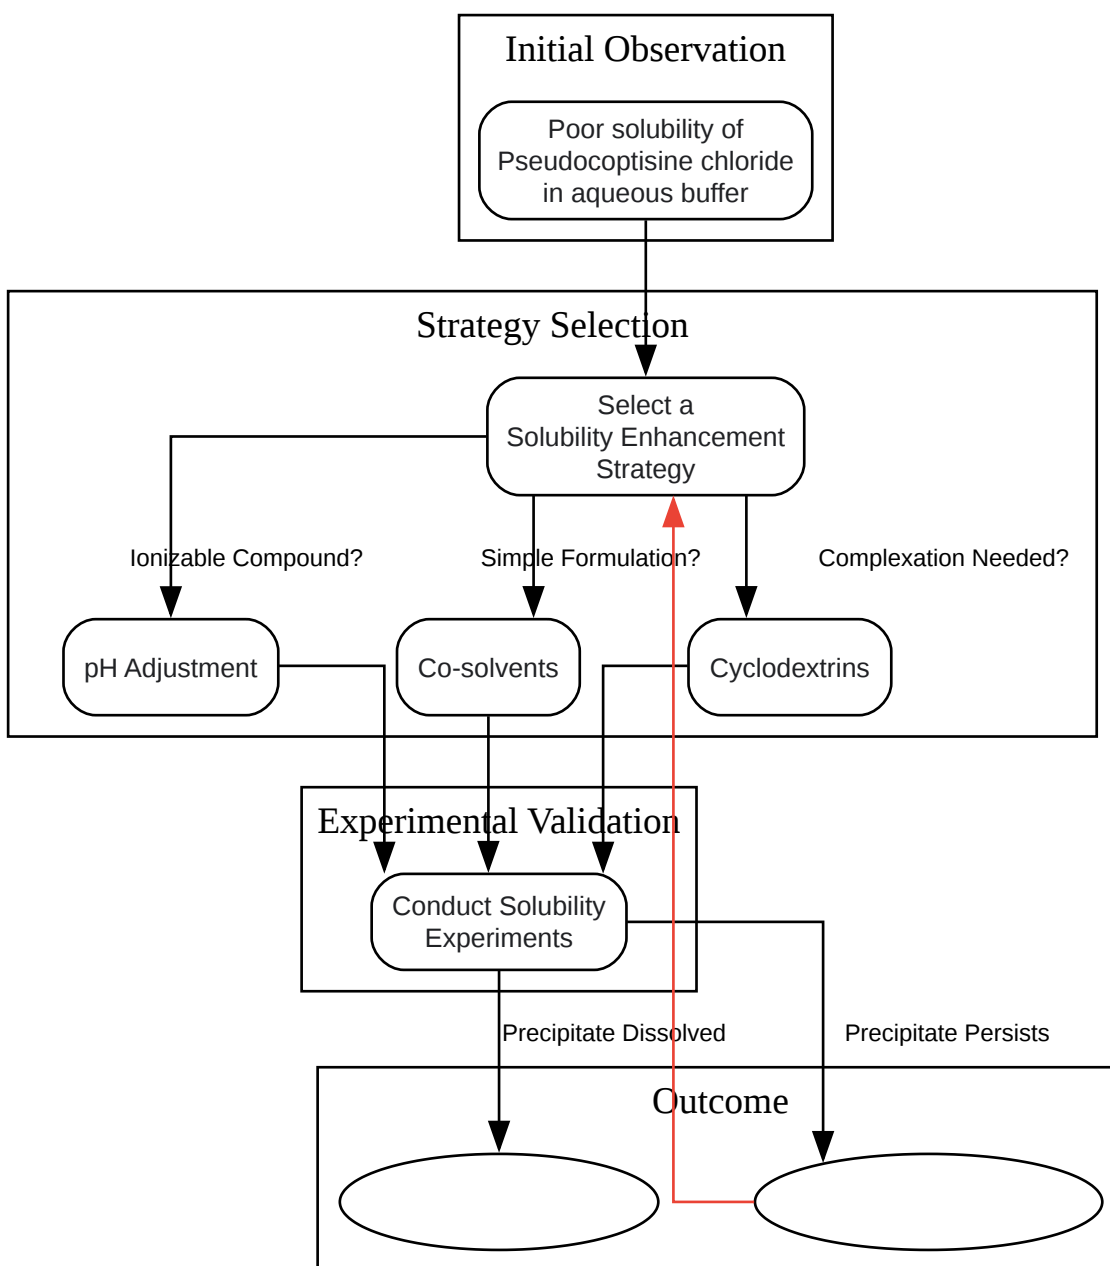 Initial Observation
Poor solubility of
Pseudocoptisine chloride
in aqueous buffer
Strategy Selection
Select a
Solubility Enhancement
Strategy
Ionizable Compound?
Simple Formulation?
Complexation Needed?
pH Adjustment
Co-solvents
Cyclodextrins
Experimental Validation
Conduct Solubility
Experiments
Precipitate Dissolved
Precipitate Persists
Outcome